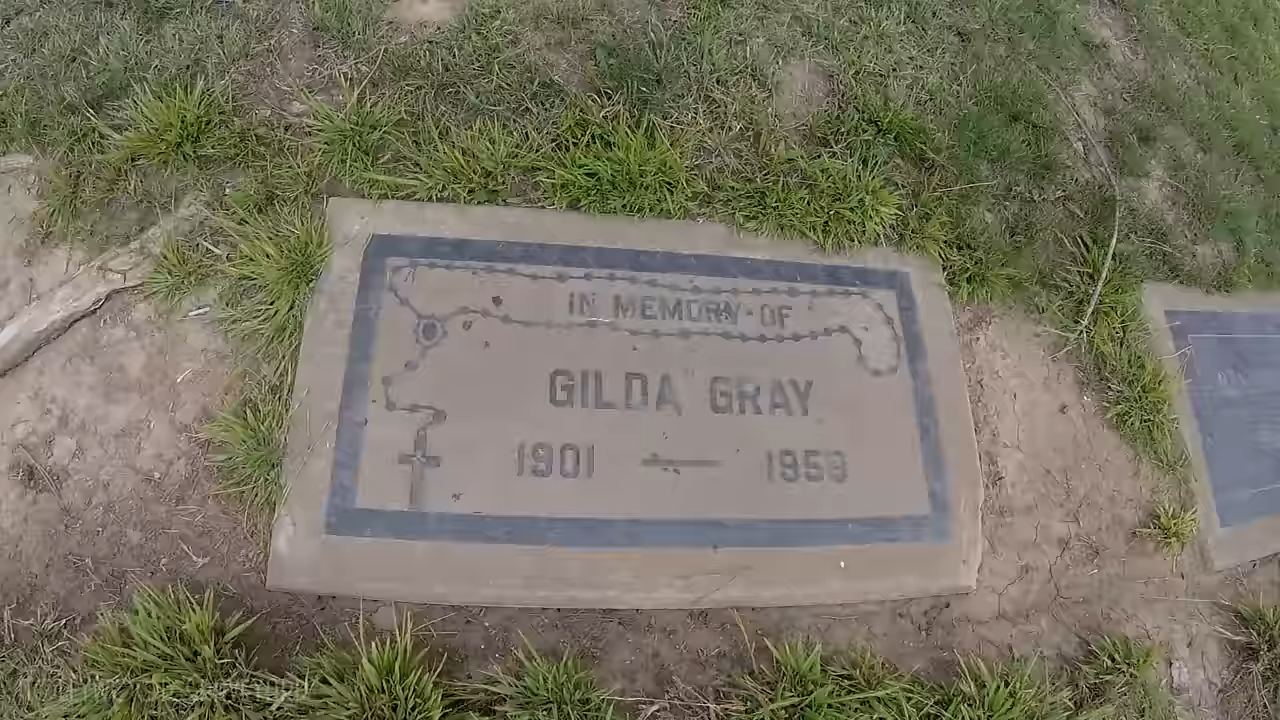 IN MEMORY OF
GILDA GRAY
1901 — 1959